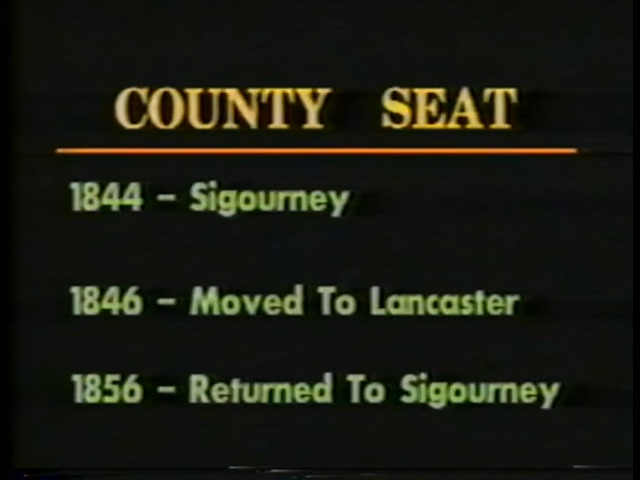 COUNTY SEAT
1844 - Sigourney
1846 - Moved To Lancaster
1856 - Returned To Sigourney